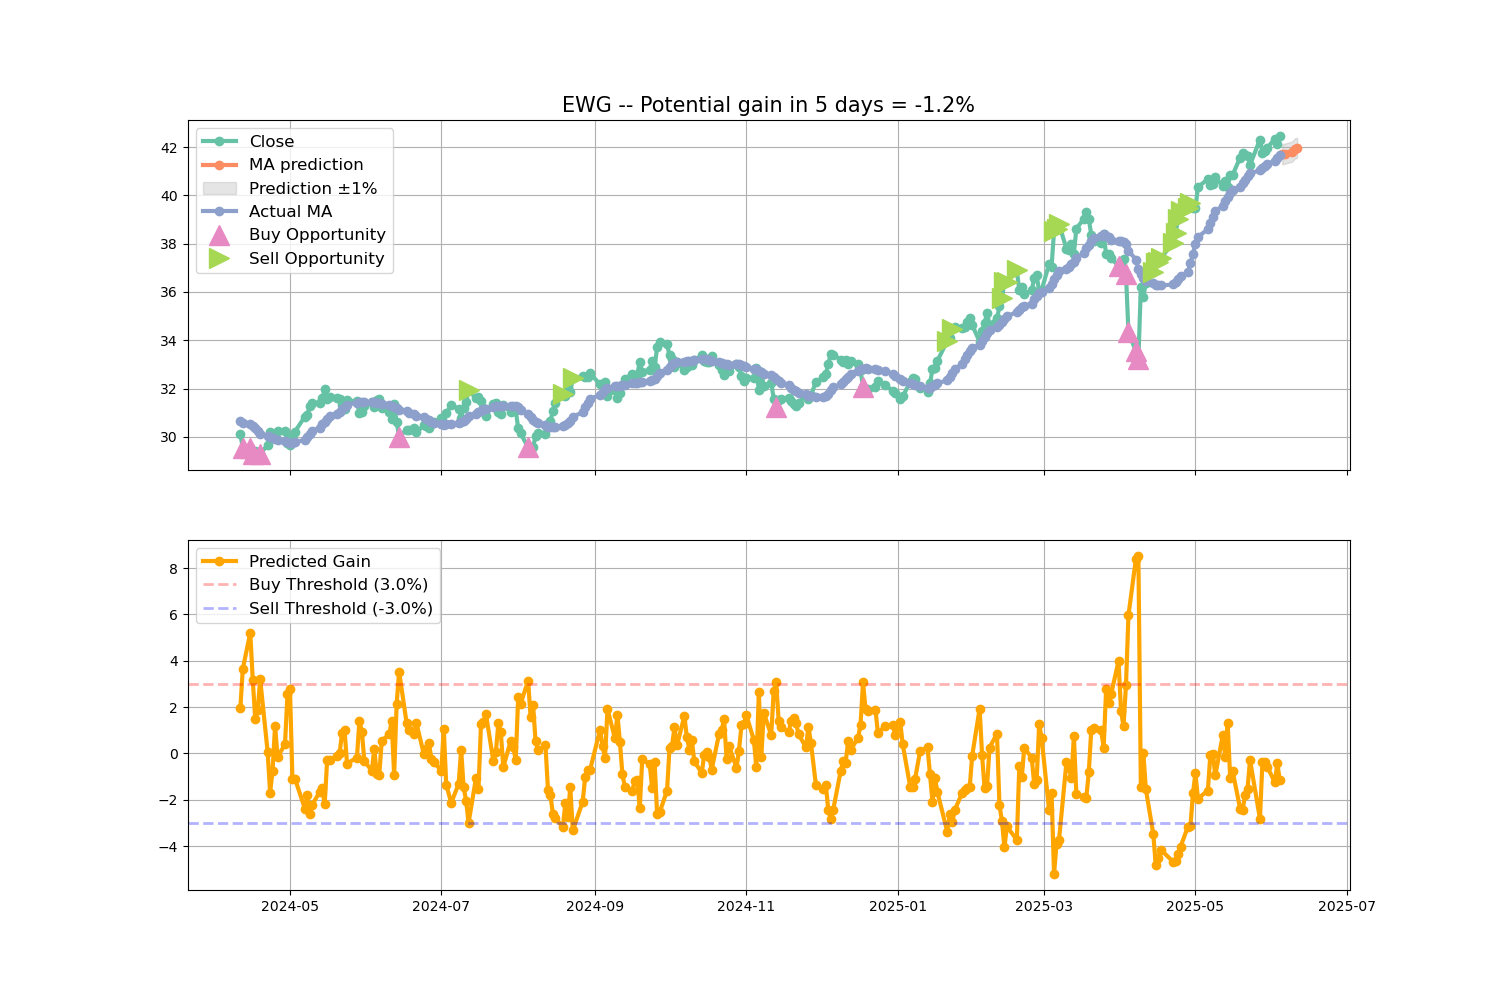 EWG -- Potential gain in 5 days = -1.2%
Close
MA prediction
Prediction ±1%
Actual MA
Buy Opportunity
Sell Opportunity
42
40
38
36
34
32
30
Predicted Gain
Buy Threshold (3.0%)
Sell Threshold (-3.0%)
8
6
4
2
0
−2
−4
2024-05 2024-07 2024-09 2024-11 2025-01 2025-03 2025-05 2025-07